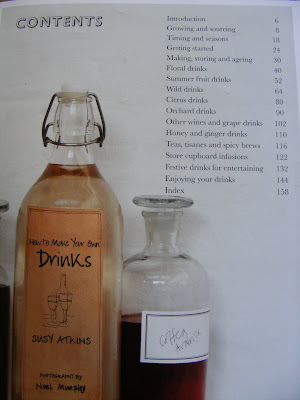 CONTENTS
Introduction 6
Growing and sourcing 8
Timing and seasons 18
Getting started 24
Making, storing and ageing 30
Floral drinks 40
Summer fruit drinks 52
Wild drinks 64
Citrus drinks 80
Orchard drinks 90
Other wines and grape drinks 102
Honey and ginger drinks 110
Teas, tisanes and spicy brews 116
Store cupboard infusions 122
Festive drinks for entertaining 132
Enjoying your drinks 144
Index 158
How to Make Your Own
Drinks
SUSY ATKINS
PHOTOGRAPHY BY
Noel Murphy
coffee